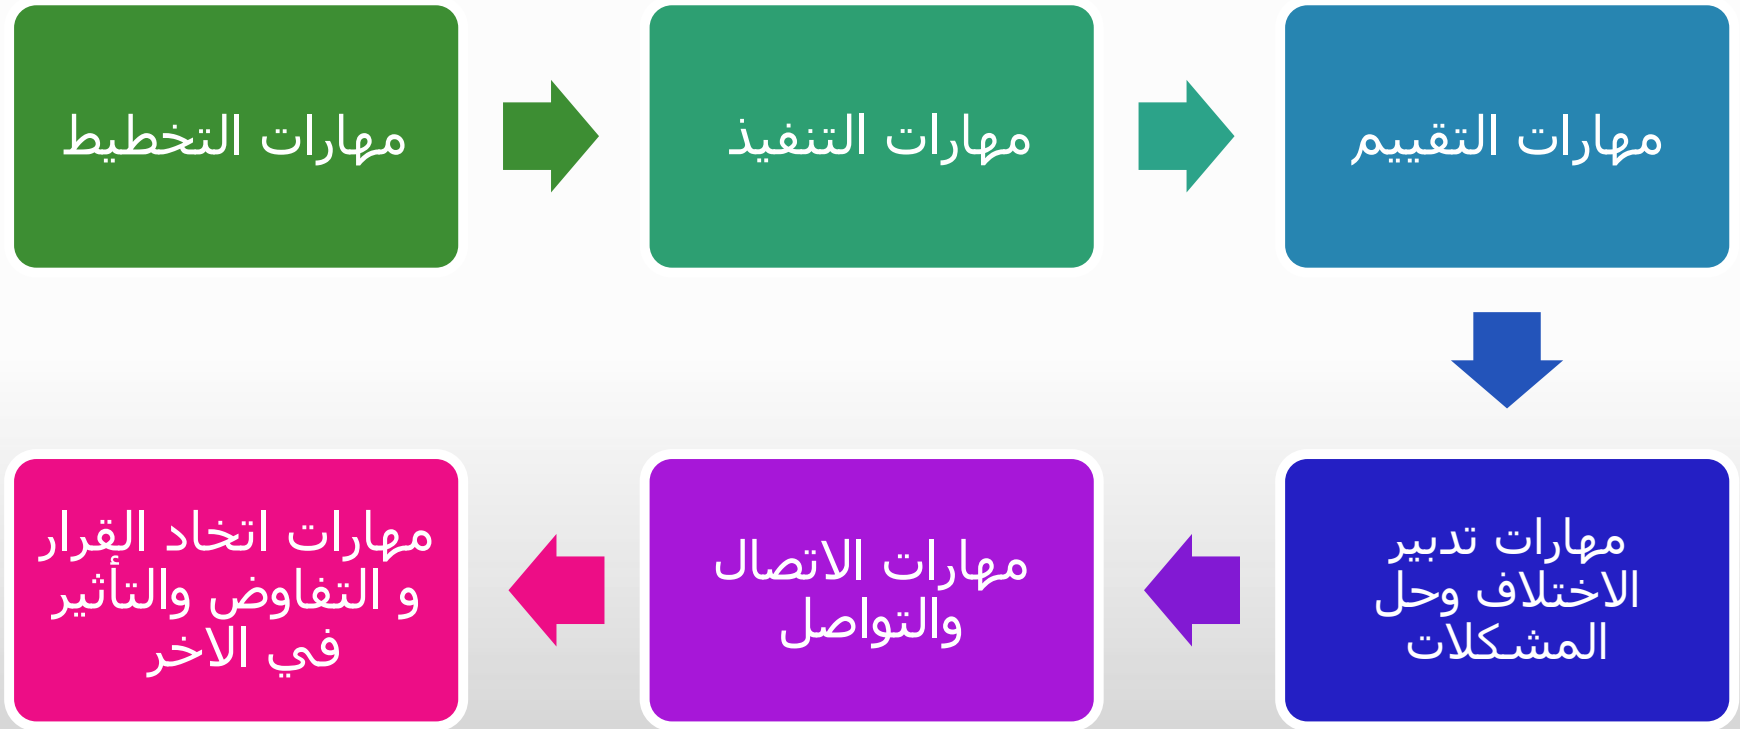 مهارات التخطيط
مهارات التنفيذ
مهارات التقييم
مهارات تدبير
الاختلاف وحل
المشكلات
مهارات الاتصال
والتواصل
مهارات اتخاد القرار
و التفاوض والتأثير
في الاخر